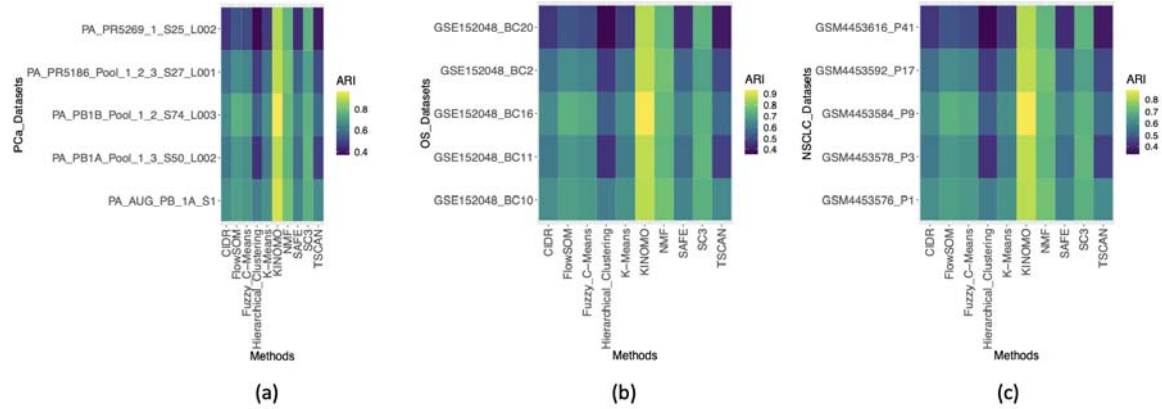 PCa_Datasets
PA_PR5269_1_S25_L002
PA_PR5186_Pool_1_2_3_S27_L001
PA_PB1B_Pool_1_2_S74_L003
PA_PB1A_Pool_1_3_S50_L002
PA_AUG_PB_1A_S1
CIDR
FlowSOM
Fuzzy_C-Means
Hierarchical_Clustering
K-Means
KINOMO
NMF
SAFE
SC3
TSCAN
Methods
ARI
0.8
0.6
0.4
(a)
OS_Datasets
GSE152048_BC20
GSE152048_BC2
GSE152048_BC16
GSE152048_BC11
GSE152048_BC10
CIDR
FlowSOM
Fuzzy_C-Means
Hierarchical_Clustering
K-Means
KINOMO
NMF
SAFE
SC3
TSCAN
Methods
ARI
0.9
0.8
0.7
0.6
0.5
0.4
(b)
NSCLC_Datasets
GSM4453616_P41
GSM4453592_P17
GSM4453584_P9
GSM4453578_P3
GSM4453576_P1
CIDR
FlowSOM
Fuzzy_C-Means
Hierarchical_Clustering
K-Means
KINOMO
NMF
SAFE
SC3
TSCAN
Methods
ARI
0.8
0.7
0.6
0.5
0.4
(c)